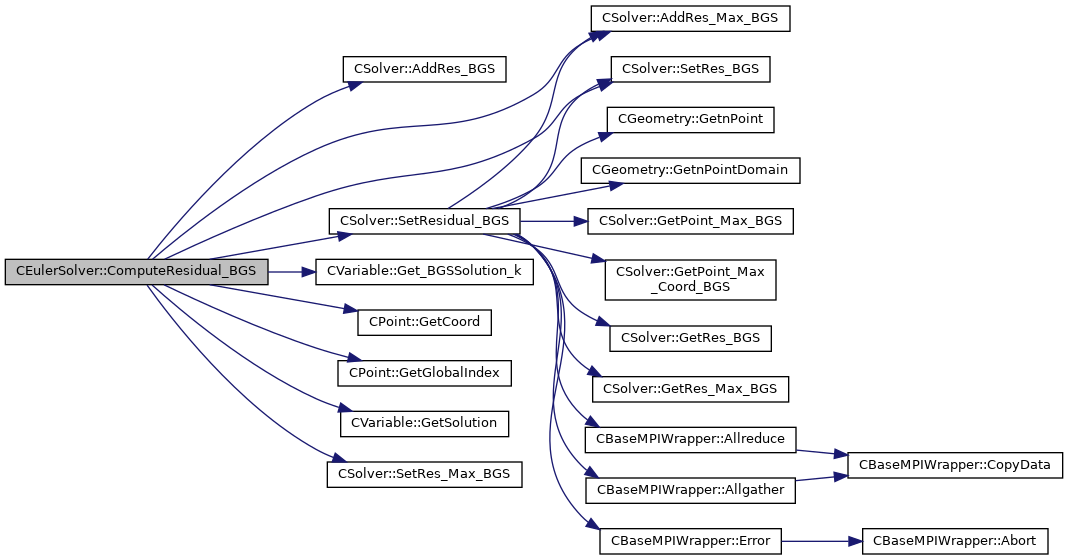 CEulerSolver::ComputeResidual_BGS
CSolver::AddRes_BGS
CSolver::SetResidual_BGS
CVariable::Get_BGSSolution_k
CPoint::GetCoord
CPoint::GetGlobalIndex
CVariable::GetSolution
CSolver::SetRes_Max_BGS
CSolver::AddRes_Max_BGS
CSolver::SetRes_BGS
CGeometry::GetnPoint
CGeometry::GetnPointDomain
CSolver::GetPoint_Max_BGS
CSolver::GetPoint_Max
_Coord_BGS
CSolver::GetRes_BGS
CSolver::GetRes_Max_BGS
CBaseMPIWrapper::Allreduce
CBaseMPIWrapper::Allgather
CBaseMPIWrapper::Error
CBaseMPIWrapper::CopyData
CBaseMPIWrapper::Abort